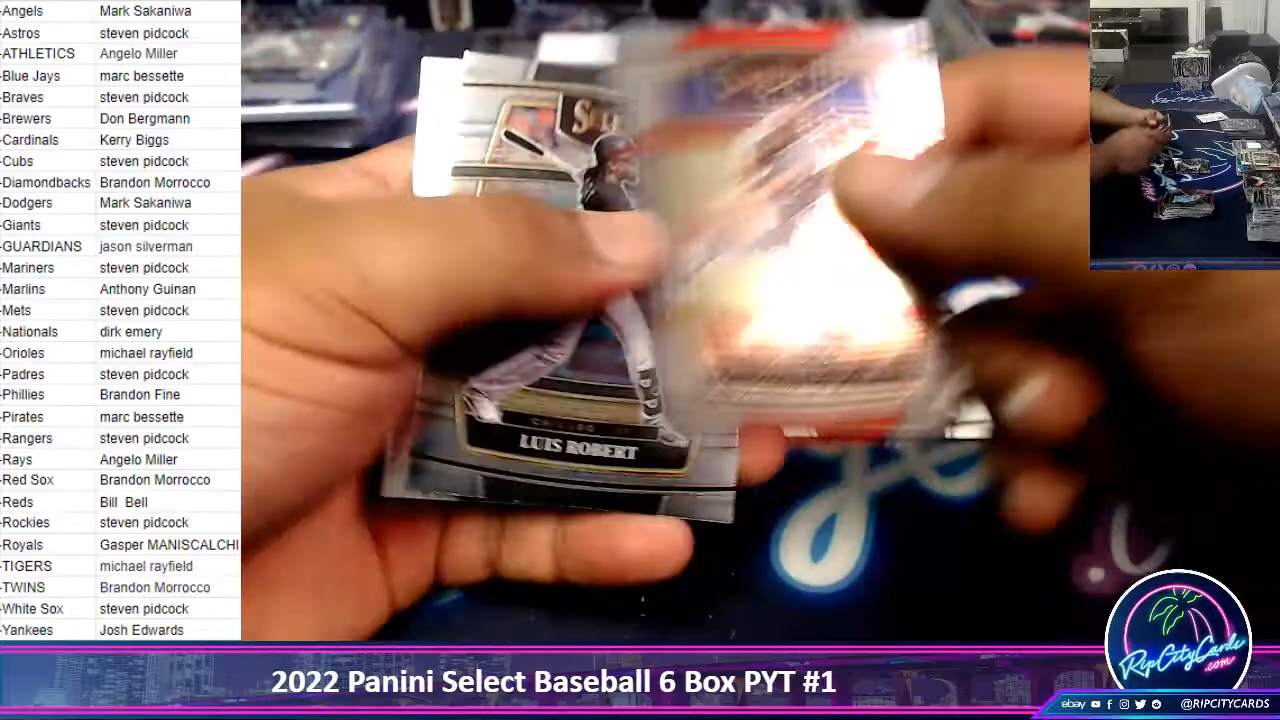 -Angels Mark Sakaniwa
-Astros steven pidcock
-ATHLETICS Angelo Miller
-Blue Jays marc bessette
-Braves steven pidcock
-Brewers Don Bergmann
-Cardinals Kerry Biggs
-Cubs steven pidcock
-Diamondbacks Brandon Morrocco
-Dodgers Mark Sakaniwa
-Giants steven pidcock
-GUARDIANS jason silverman
-Mariners steven pidcock
-Marlins Anthony Guinan
-Mets steven pidcock
-Nationals dirk emery
-Orioles michael rayfield
-Padres steven pidcock
-Phillies Brandon Fine
-Pirates marc bessette
-Rangers steven pidcock
-Rays Angelo Miller
-Red Sox Brandon Morrocco
-Reds Bill Bell
-Rockies steven pidcock
-Royals Gasper MANISCALCHI
-TIGERS michael rayfield
-TWINS Brandon Morrocco
-White Sox steven pidcock
-Yankees Josh Edwards
LUIS ROBERT
RipCityCards
.com
2022 Panini Select Baseball 6 Box PYT #1
ebay @RIPCITYCARDS